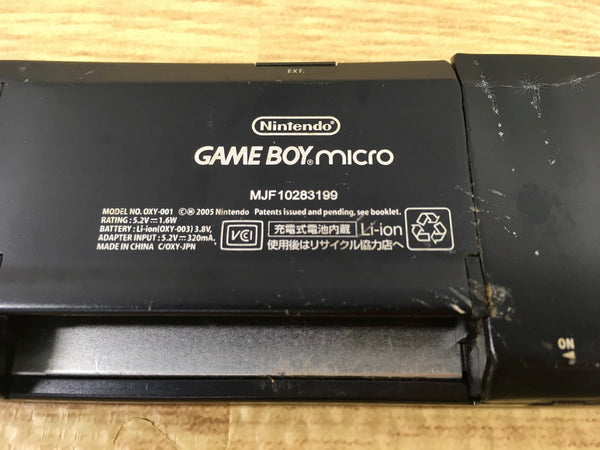 EXT.
Nintendo
GAME BOY® micro
MJF10283199
MODEL NO. OXY-001 ©Ⓜ 2005 Nintendo Patents issued and pending, see booklet.
RATING : 5.2V⎓1.6W
BATTERY : Li-ion(OXY-003) 3.8V.
ADAPTER INPUT : 5.2V⎓320mA.
MADE IN CHINA C/OXY-JPN
VCI
充電式電池内蔵 Li-ion
使用後はリサイクル協力店へ
ON